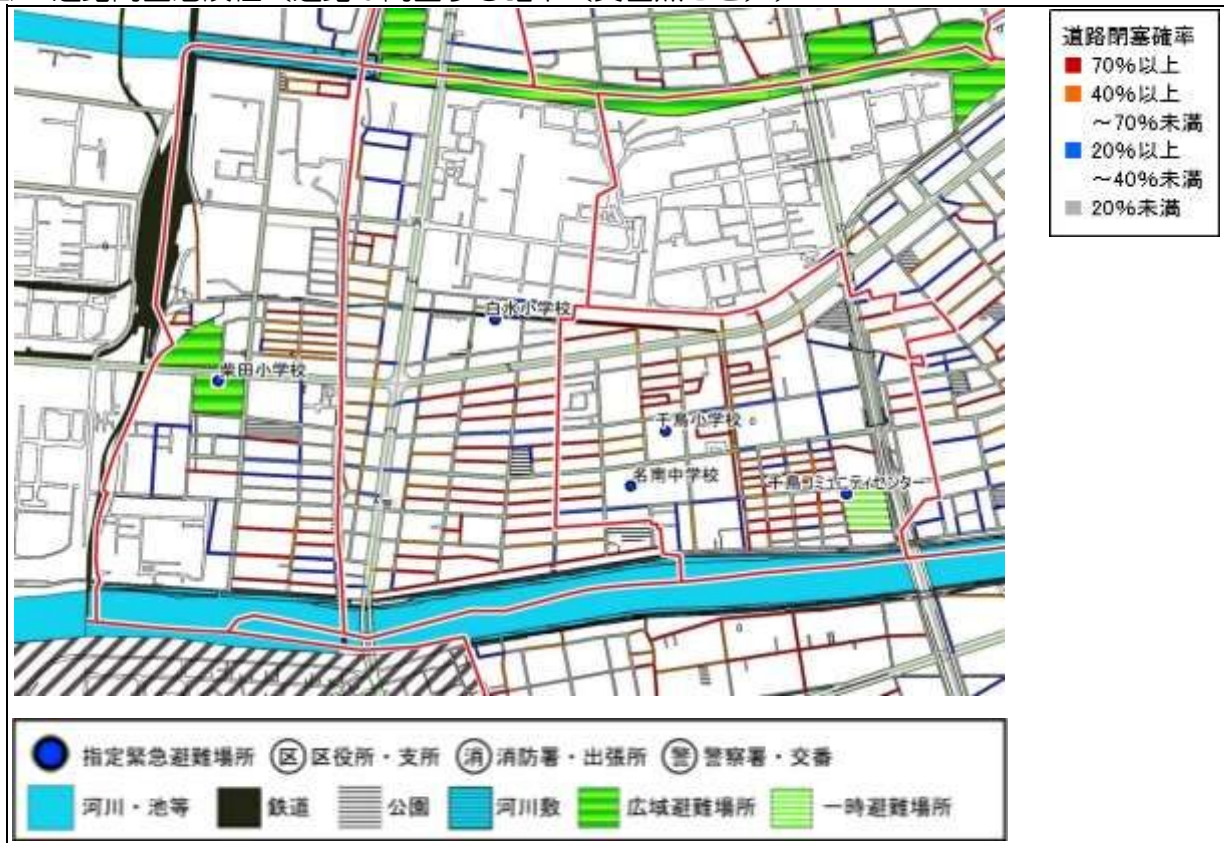 道路閉塞確率
70%以上
40%以上
～70%未満
20%以上
～40%未満
20%未満
白水小学校
柴田小学校
千鳥小学校
名南中学校
千鳥コミュニティセンター
指定緊急避難場所 区 区役所・支所 消 消防署・出張所 警 警察署・交番
河川・池等 鉄道 公園 河川敷 広域避難場所 一時避難場所